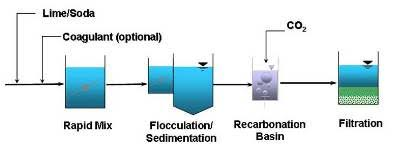 Lime/Soda
Coagulant (optional)
CO₂
Rapid Mix
Flocculation/
Sedimentation
Recarbonation
Basin
Filtration